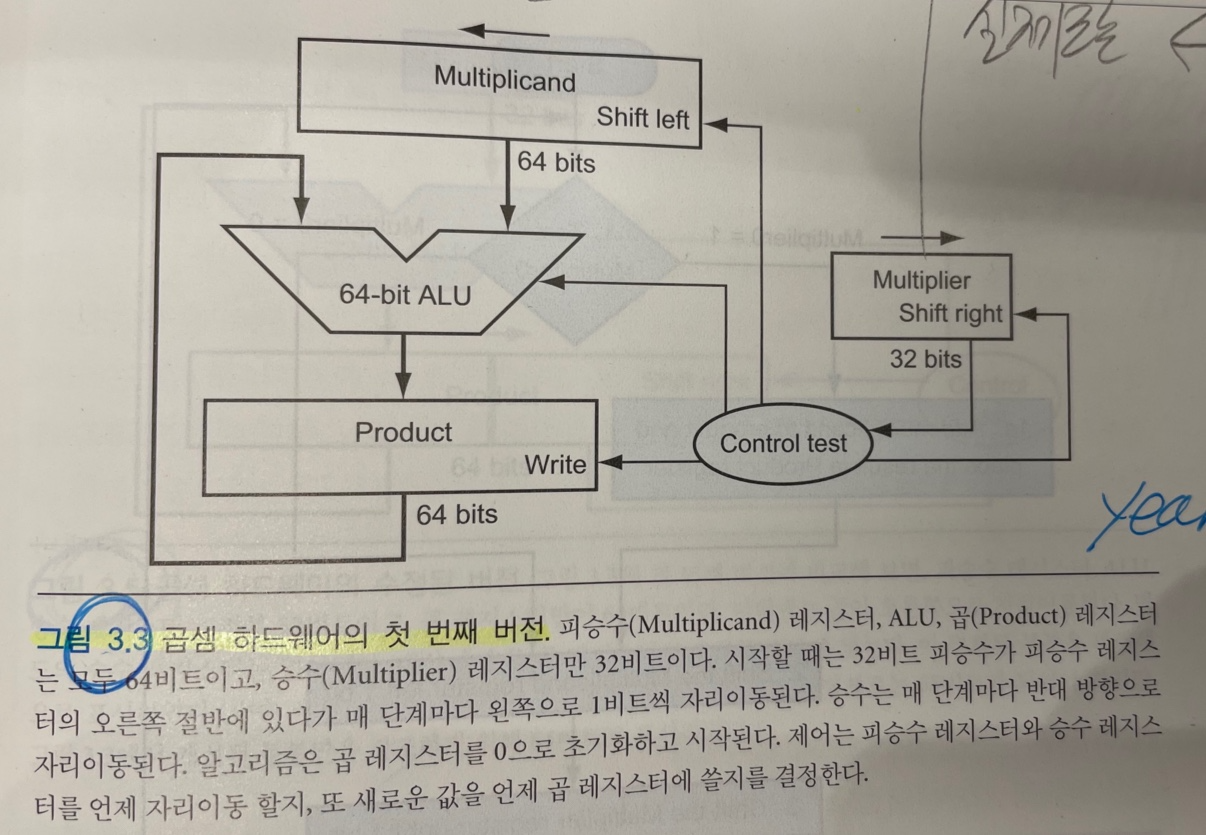 실제로는
Multiplicand
Shift left
64 bits
64-bit ALU
Multiplier
Shift right
32 bits
Product
Write
Control test
64 bits
그림 3.3 곱셈 하드웨어의 첫 번째 버전. 피승수(Multiplicand) 레지스터, ALU, 곱(Product) 레지스터
는 모두 64비트이고, 승수(Multiplier) 레지스터만 32비트이다. 시작할 때는 32비트 피승수가 피승수 레지스
터의 오른쪽 절반에 있다가 매 단계마다 왼쪽으로 1비트씩 자리이동된다. 승수는 매 단계마다 반대 방향으로
자리이동된다. 알고리즘은 곱 레지스터를 0으로 초기화하고 시작된다. 제어는 피승수 레지스터와 승수 레지스
터를 언제 자리이동 할지, 또 새로운 값을 언제 곱 레지스터에 쓸지를 결정한다.